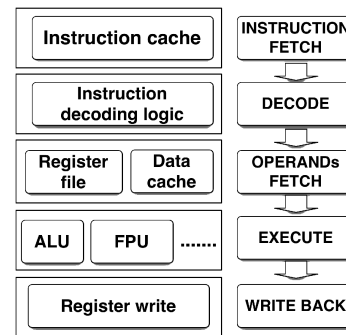 Instruction cache
INSTRUCTION
FETCH
Instruction
decoding logic
DECODE
Register
file
Data
cache
OPERANDs
FETCH
ALU
FPU
.......
EXECUTE
Register write
WRITE BACK